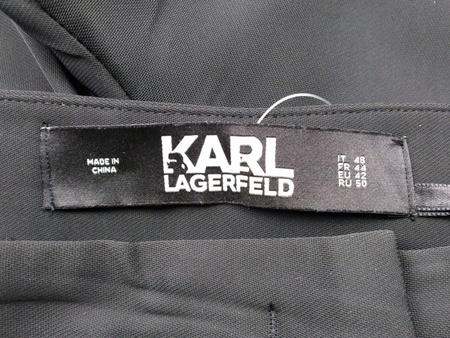 MADE IN
CHINA
KARL
LAGERFELD
IT 48
FR 44
EU 42
RU 50